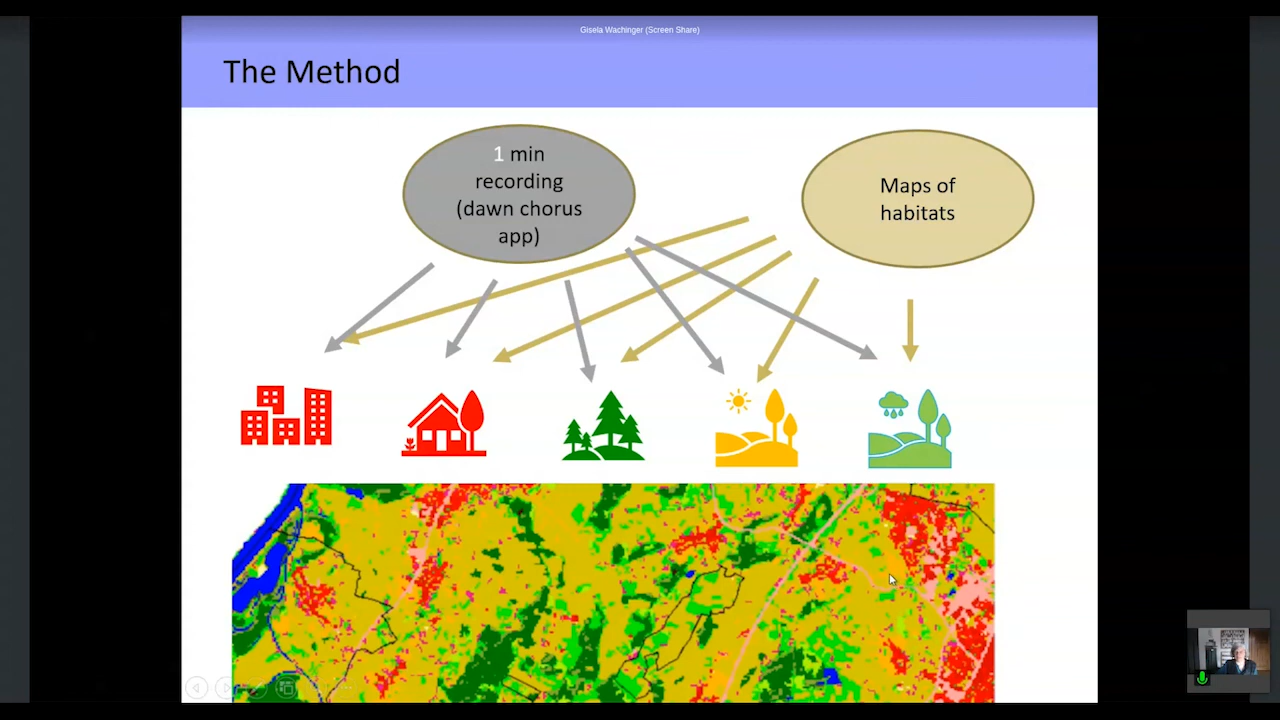 Gisela Wachinger (Screen Share)
The Method
1 min
recording
(dawn chorus
app)
Maps of
habitats